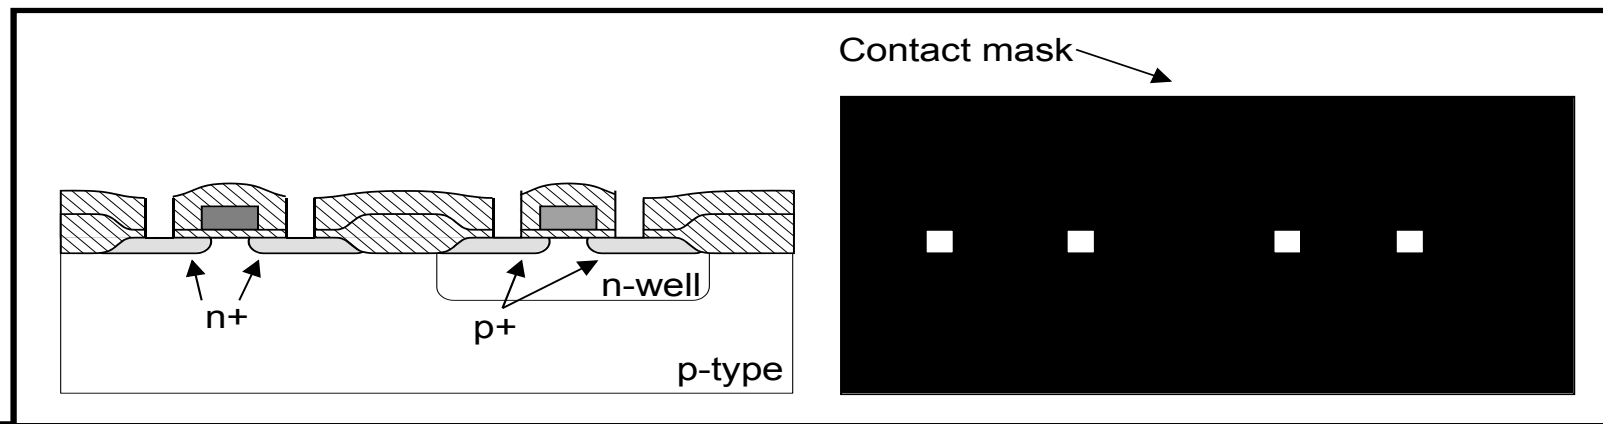 Contact mask
n-well
n+
p+
p-type